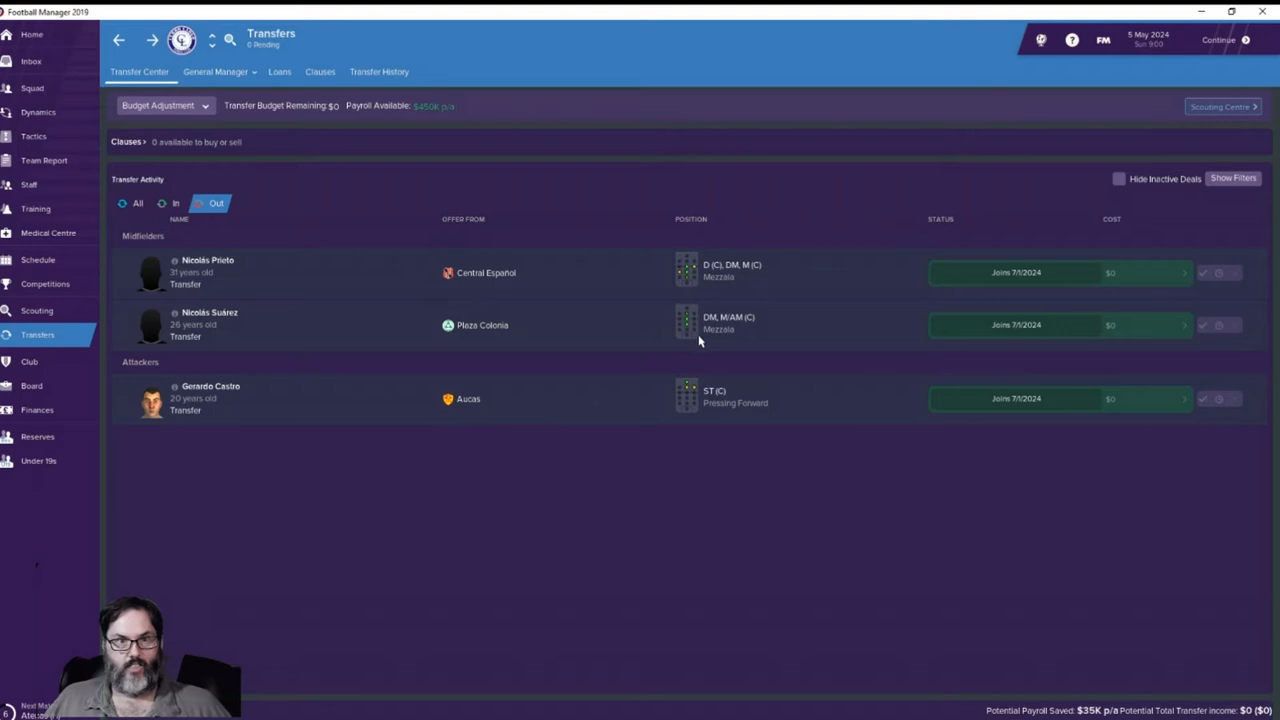 Football Manager 2019
Home
Inbox
Squad
Dynamics
Tactics
Team Report
Staff
Training
Medical Centre
Schedule
Competitions
Scouting
Transfers
Club
Board
Finances
Reserves
Under 19s
Transfers
0 Pending
5 May 2024
Sun 9:00
FM
Continue
Transfer Center General Manager Loans Clauses Transfer History
Budget Adjustment Transfer Budget Remaining: $0 Payroll Available: $450K p/a Scouting Centre >
Clauses > 0 available to buy or sell
Transfer Activity
Hide Inactive Deals Show Filters
All In Out
NAME OFFER FROM POSITION STATUS COST
Midfielders
Nicolás Prieto
31 years old
Transfer
Central Español
D (C), DM, M (C)
Mezzala
Joins 7/1/2024 $0
Nicolás Suárez
26 years old
Transfer
Plaza Colonia
DM, M/AM (C)
Mezzala
Joins 7/1/2024 $0
Attackers
Gerardo Castro
20 years old
Transfer
Aucas
ST (C)
Pressing Forward
Joins 7/1/2024 $0
6
Potential Payroll Saved: $35K p/a Potential Total Transfer Income: $0 ($0)